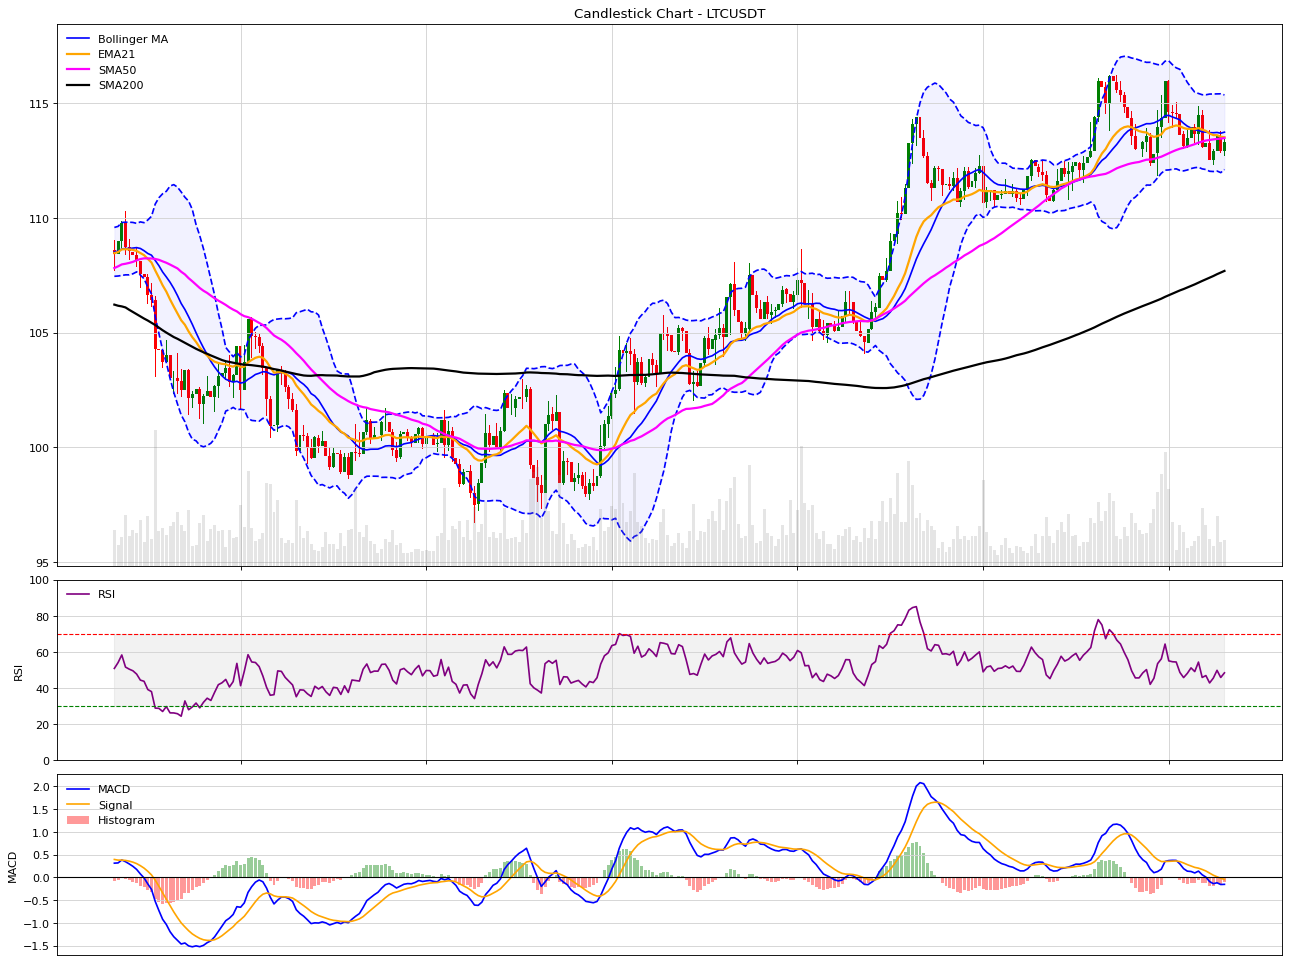 Candlestick Chart - LTCUSDT
Bollinger MA
EMA21
SMA50
SMA200
115
110
105
100
95
RSI
100
80
60
40
20
0
RSI
MACD
Signal
Histogram
2.0
1.5
1.0
0.5
0.0
−0.5
−1.0
−1.5
MACD